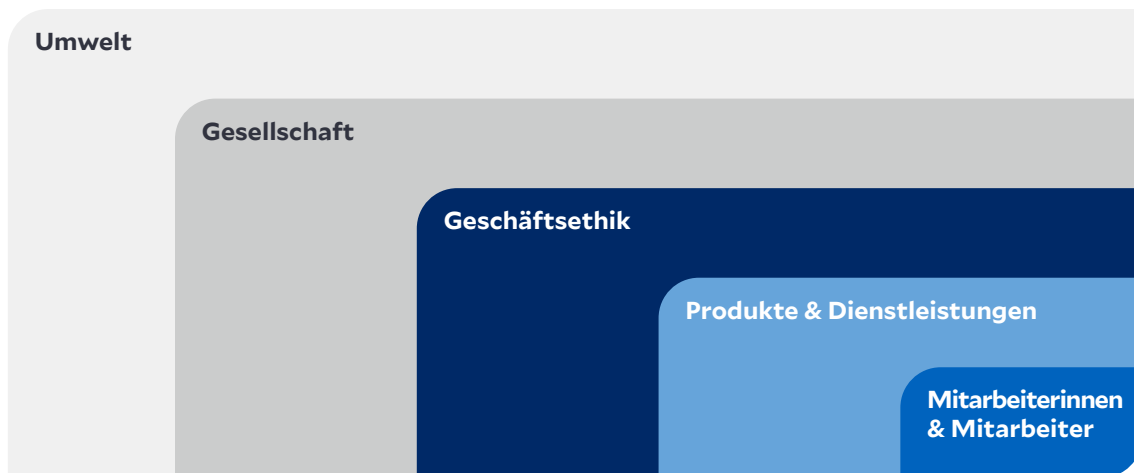 Umwelt
Gesellschaft
Geschäftsethik
Produkte & Dienstleistungen
Mitarbeiterinnen
& Mitarbeiter